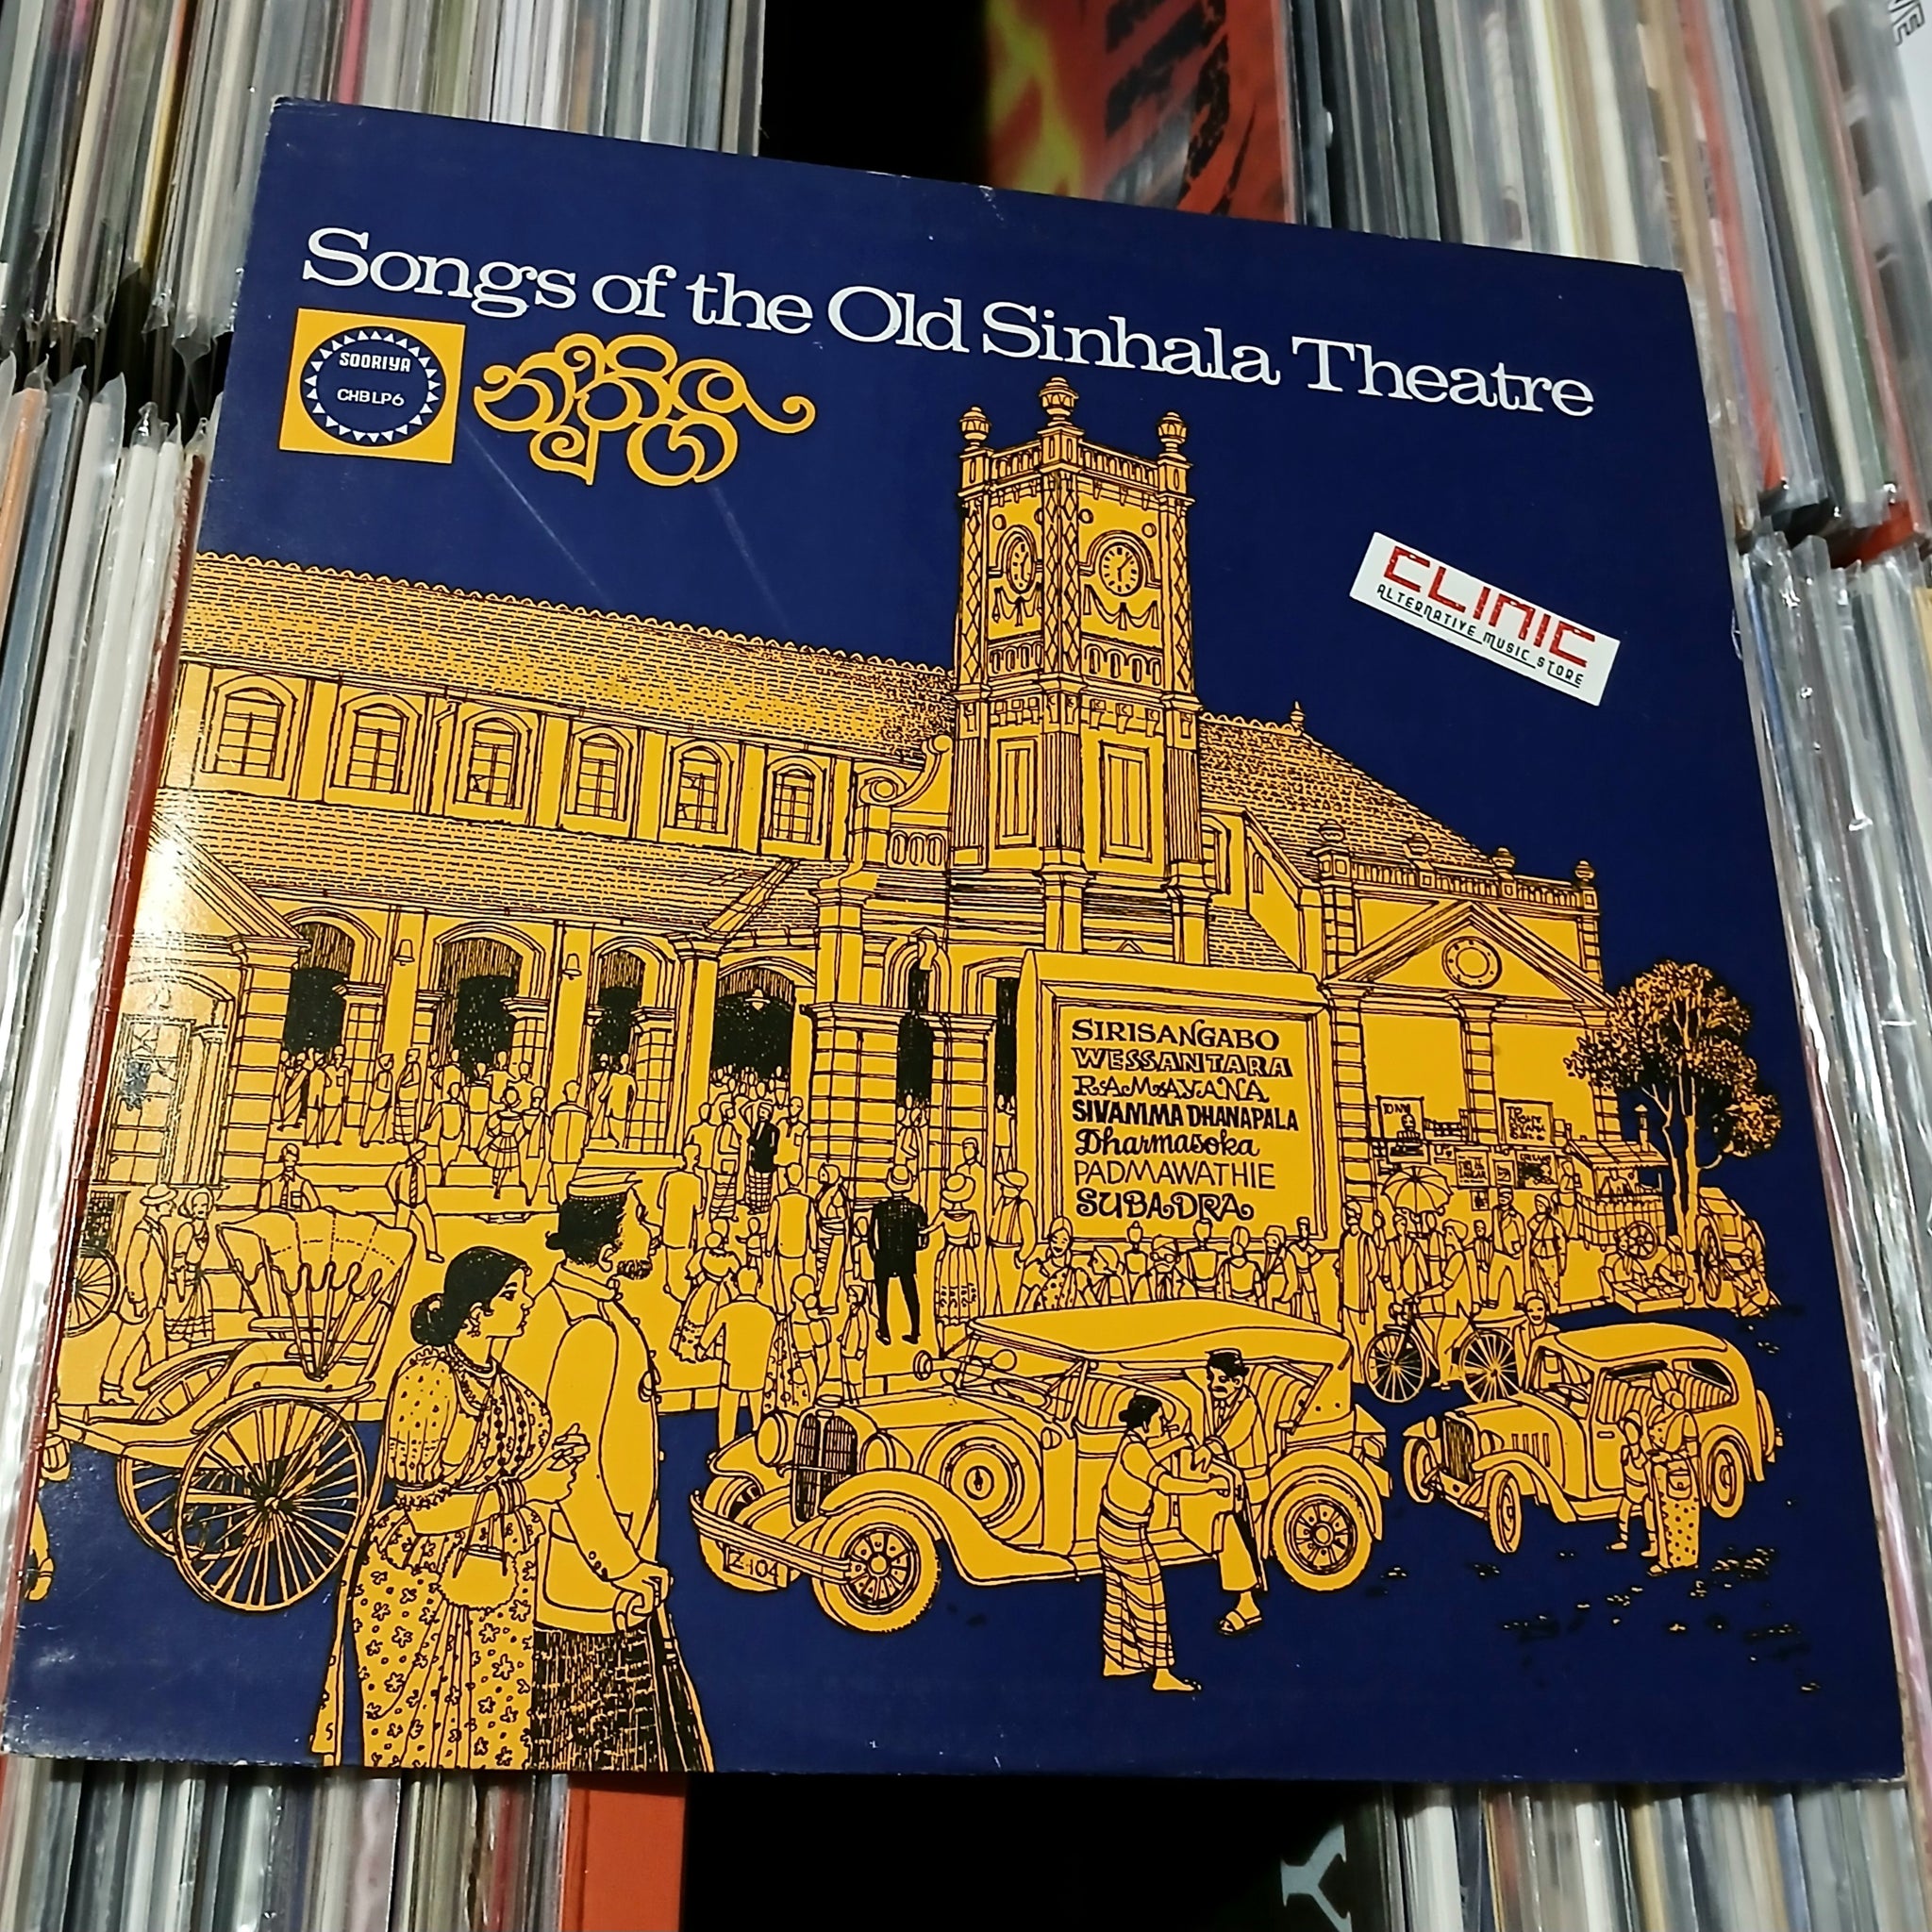 Songs of the Old Sinhala Theatre
SOORIYA
CHBLP6
නූර්ති ගී
CLINIC
ALTERNATIVE MUSIC STORE
SIRISANGABO
WESSANTARA
RAMAYANA
SIVAMMA DHANAPALA
Dharmasoka
PADMAWATHIE
SUBADRA
Z 104